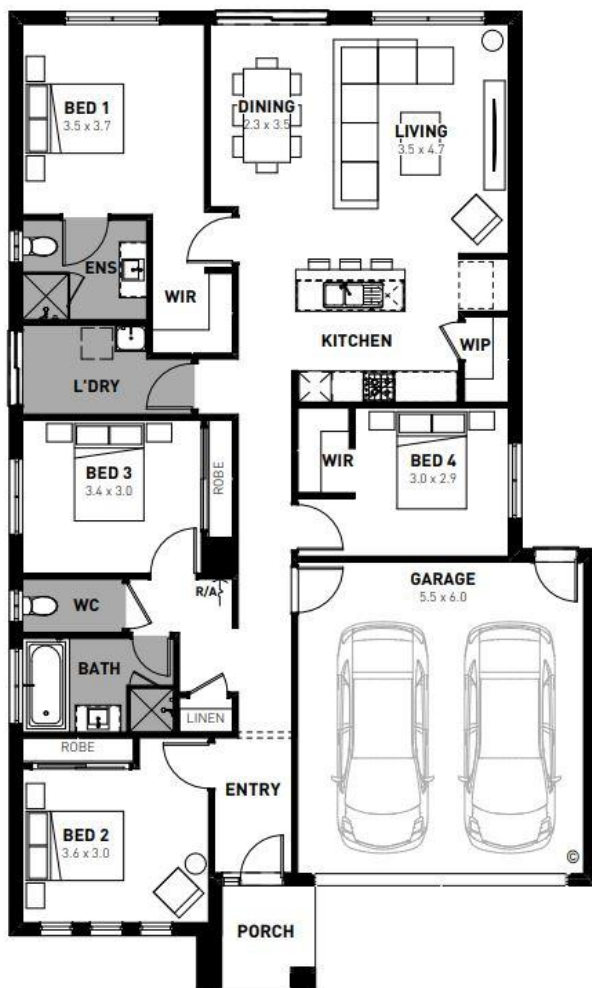 BED 1
3.5 x 3.7
DINING
2.3 x 3.5
LIVING
3.5 x 4.7
ENS
WIR
KITCHEN
WIP
L'DRY
BED 3
3.4 x 3.0
ROBE
WIR
BED 4
3.0 x 2.9
GARAGE
5.5 x 6.0
R/A
WC
BATH
LINEN
ROBE
ENTRY
BED 2
3.6 x 3.0
©
PORCH